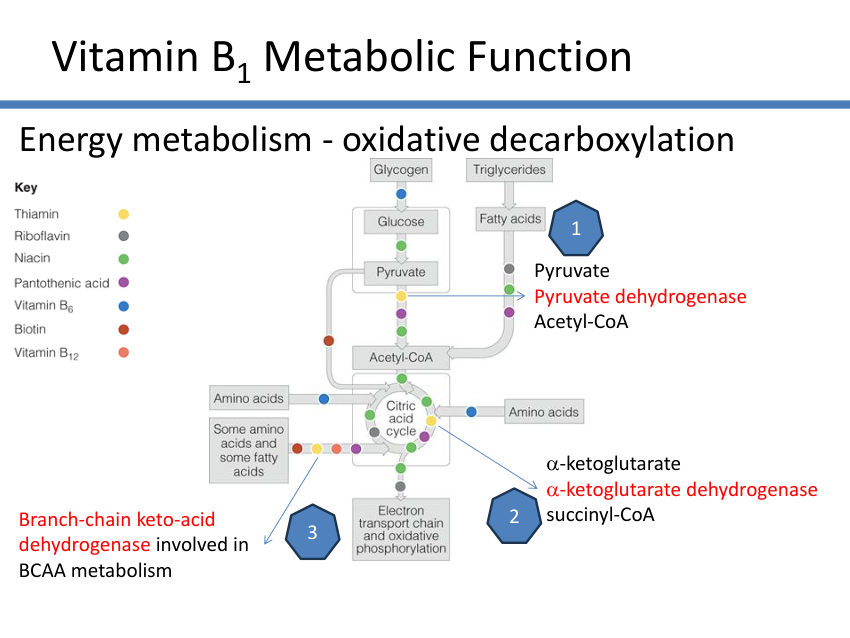 Vitamin B₁ Metabolic Function
Energy metabolism - oxidative decarboxylation
Key
Thiamin
Riboflavin
Niacin
Pantothenic acid
Vitamin B₆
Biotin
Vitamin B₁₂
Glycogen
Triglycerides
Glucose
Fatty acids
1
Pyruvate
Pyruvate
Pyruvate dehydrogenase
Acetyl-CoA
Acetyl-CoA
Amino acids
Citric
acid
cycle
Amino acids
Some amino
acids and
some fatty
acids
α-ketoglutarate
α-ketoglutarate dehydrogenase
succinyl-CoA
2
Electron
transport chain
and oxidative
phosphorylation
3
Branch-chain keto-acid
dehydrogenase involved in
BCAA metabolism